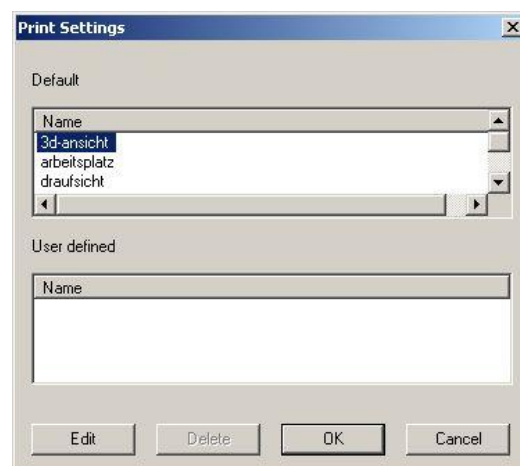 Print Settings
Default
Name
3d-ansicht
arbeitsplatz
draufsicht
User defined
Name
Edit Delete OK Cancel